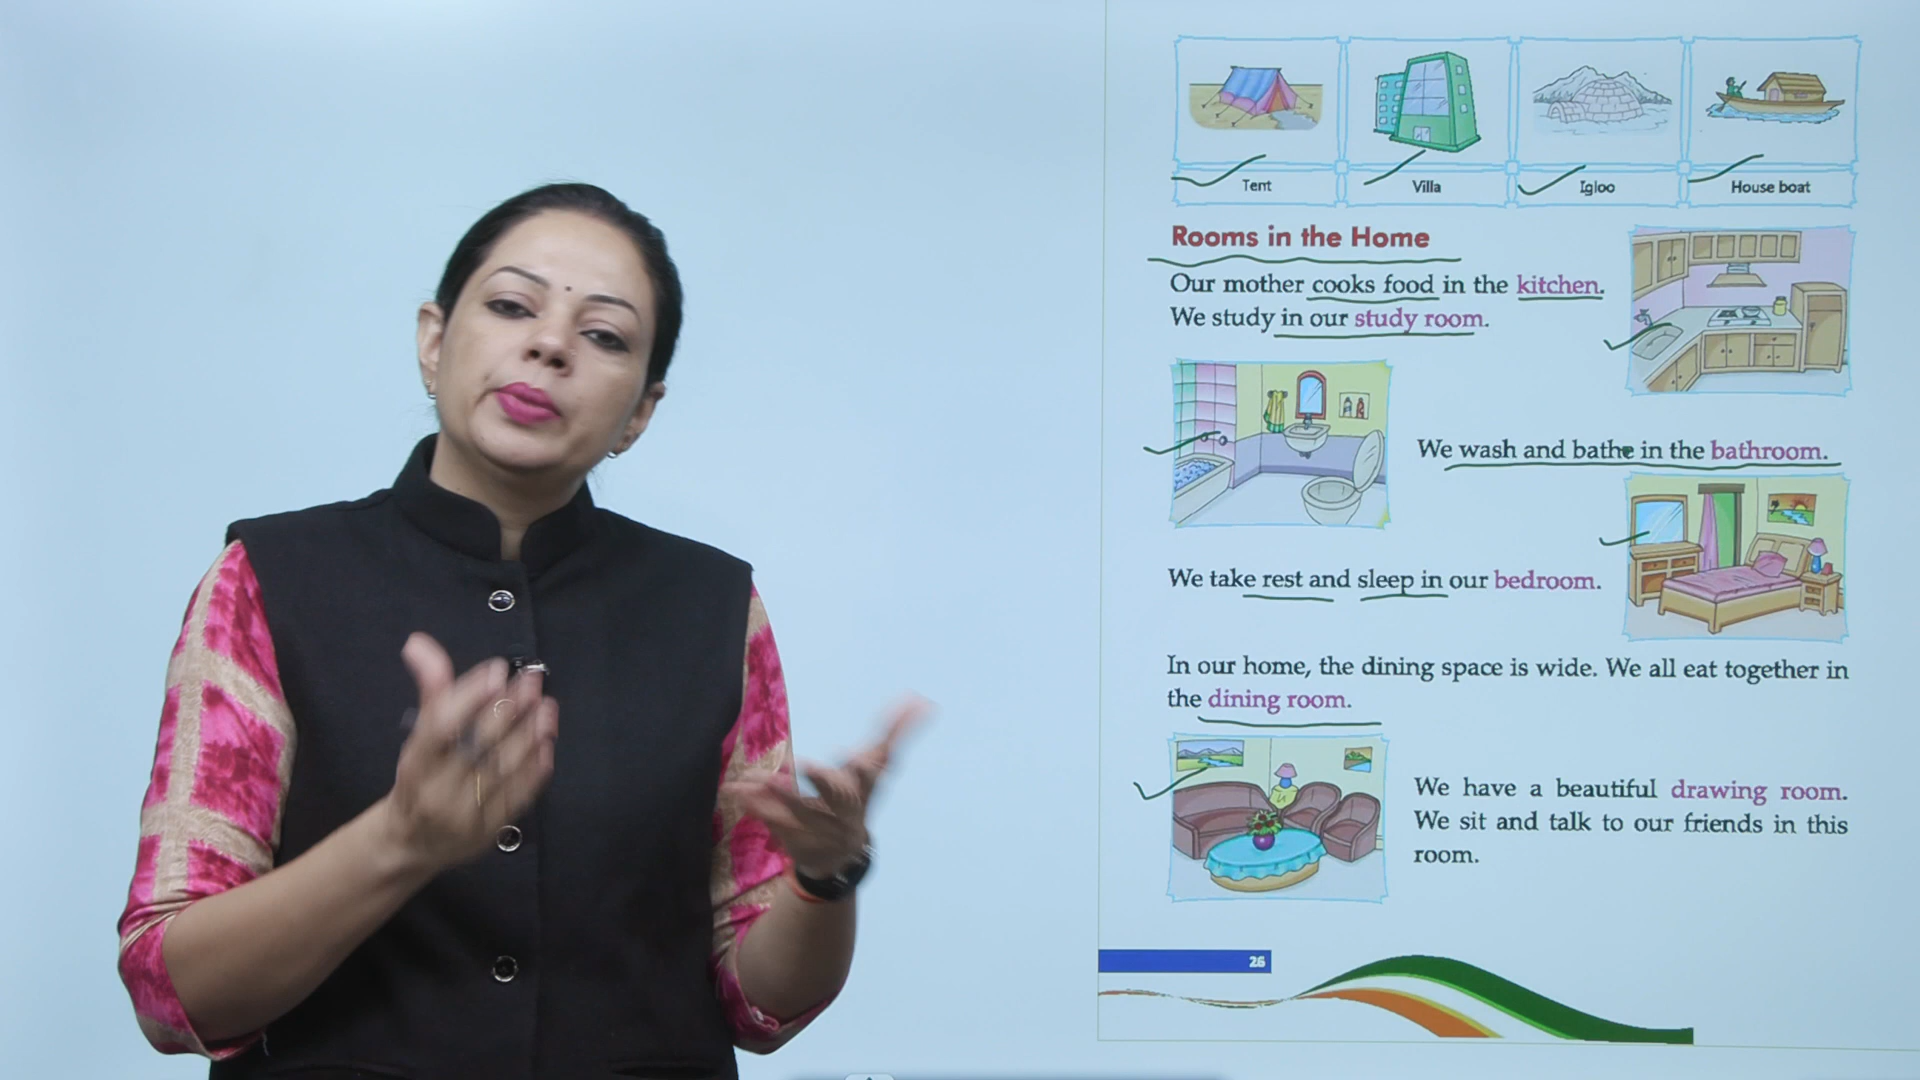 Tent
Villa
Igloo
House boat
Rooms in the Home
Our mother cooks food in the kitchen.
We study in our study room.
We wash and bathe in the bathroom.
We take rest and sleep in our bedroom.
In our home, the dining space is wide. We all eat together in
the dining room.
We have a beautiful drawing room.
We sit and talk to our friends in this
room.
26